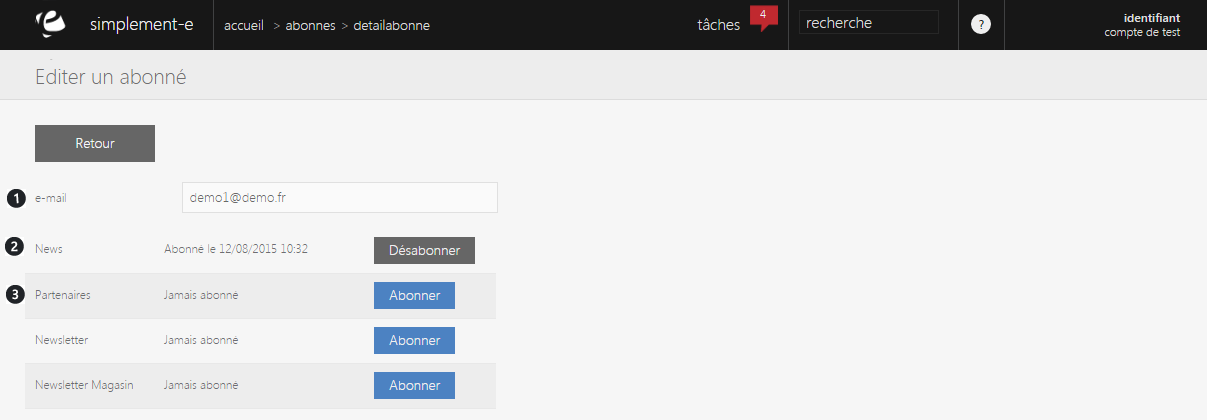 simplement-e accueil > abonnes > detailabonne tâches 4 recherche ? identifiant
compte de test
Editer un abonné
Retour
1 e-mail demo1@demo.fr
2 News Abonné le 12/08/2015 10:32 Désabonner
3 Partenaires Jamais abonné Abonner
Newsletter Jamais abonné Abonner
Newsletter Magasin Jamais abonné Abonner